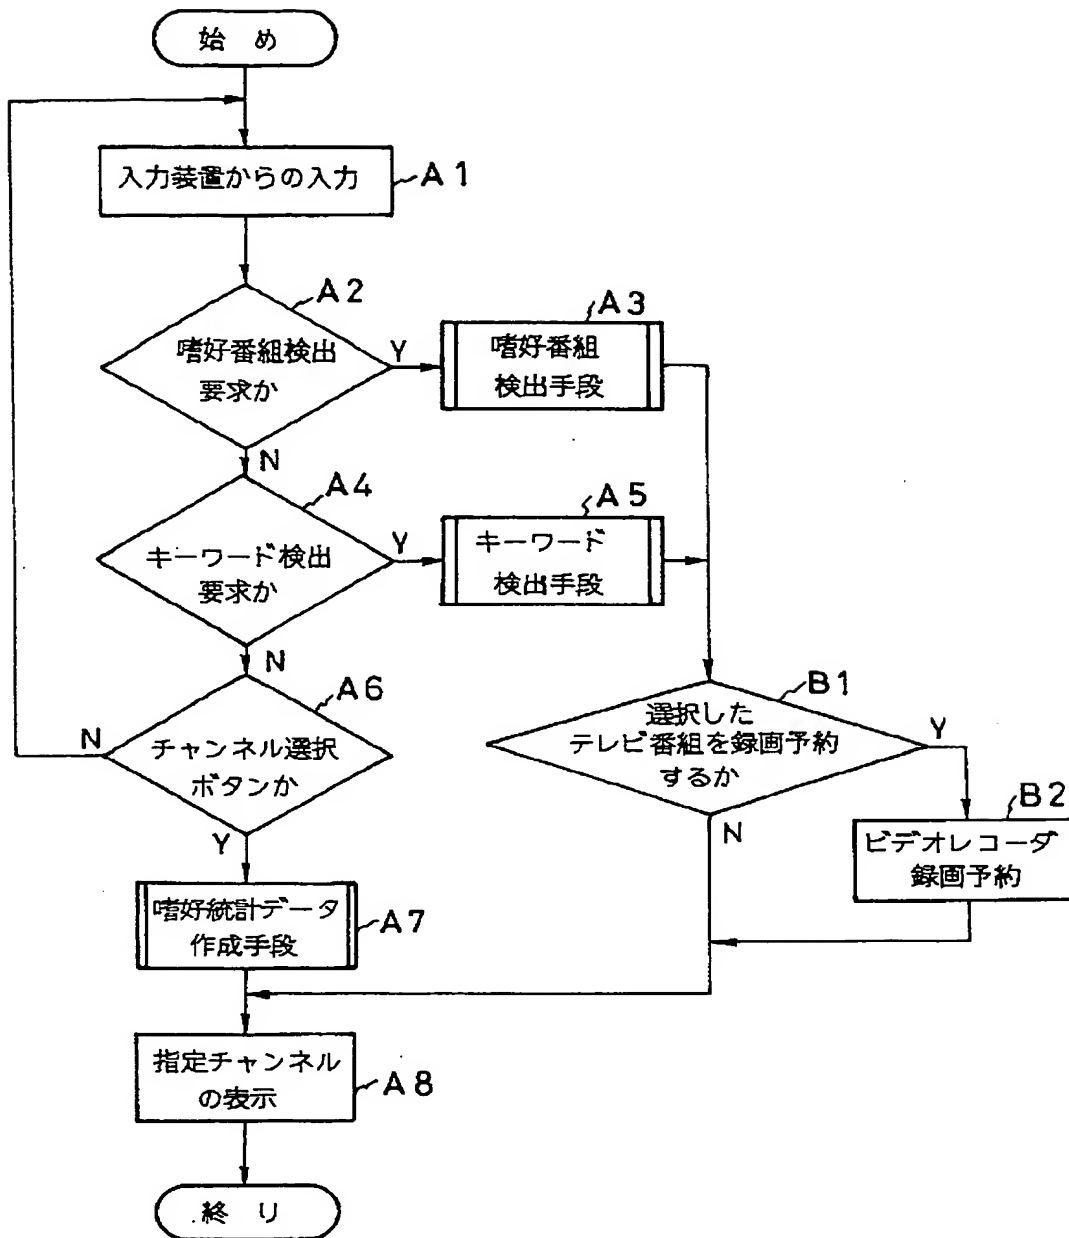 始め
入力装置からの入力
A1
A2
嗜好番組検出
要求か
Y
A3
嗜好番組
検出手段
N
A4
キーワード検出
要求か
Y
A5
キーワード
検出手段
N
A6
チャンネル選択
ボタンか
N
Y
B1
選択した
テレビ番組を録画予約
するか
Y
N
B2
ビデオレコーダ
録画予約
嗜好統計データ
作成手段
A7
指定チャンネル
の表示
A8
終り